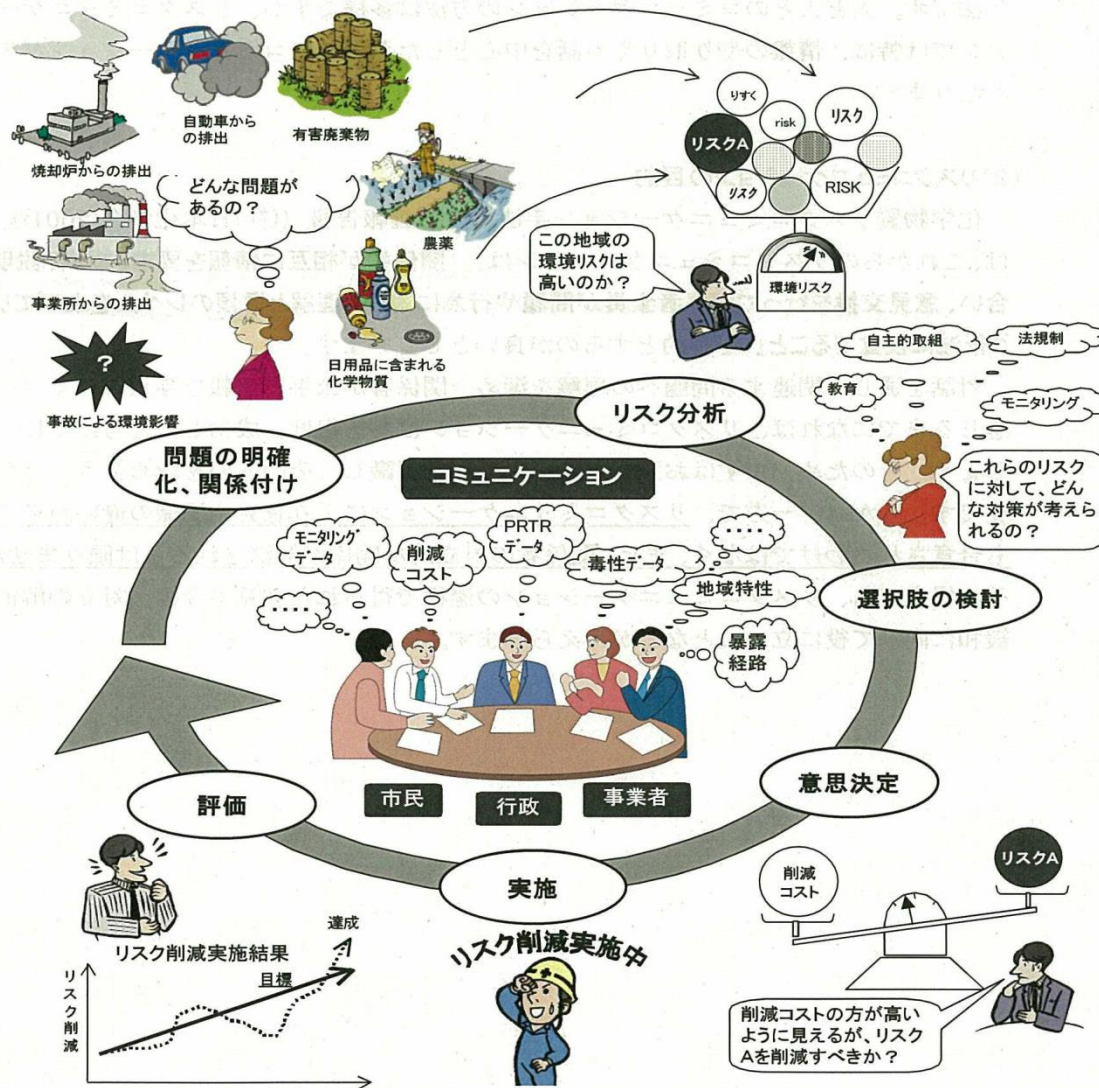 焼却炉からの排出
自動車から
の排出
有害廃棄物
どんな問題が
あるの?
農薬
事業所からの排出
日用品に含まれる
化学物質
?
事故による環境影響
りすく
risk
リスク
リスクA
リスク
RISK
環境リスク
この地域の
環境リスクは
高いのか?
リスク分析
自主的取組
法規制
教育
モニタリング
これらのリスク
に対して、どん
な対策が考えら
れるの?
問題の明確
化、関係付け
コミュニケーション
モニタリング
データ
削減
コスト
PRTR
データ
毒性データ
・・・・・
地域特性
・・・・・
暴露
経路
選択肢の検討
市民
行政
事業者
意思決定
評価
実施
削減
コスト
リスクA
削減コストの方が高い
ように見えるが、リスク
Aを削減すべきか?
リスク削減実施中
リスク削減実施結果
達成
目標
リスク削減